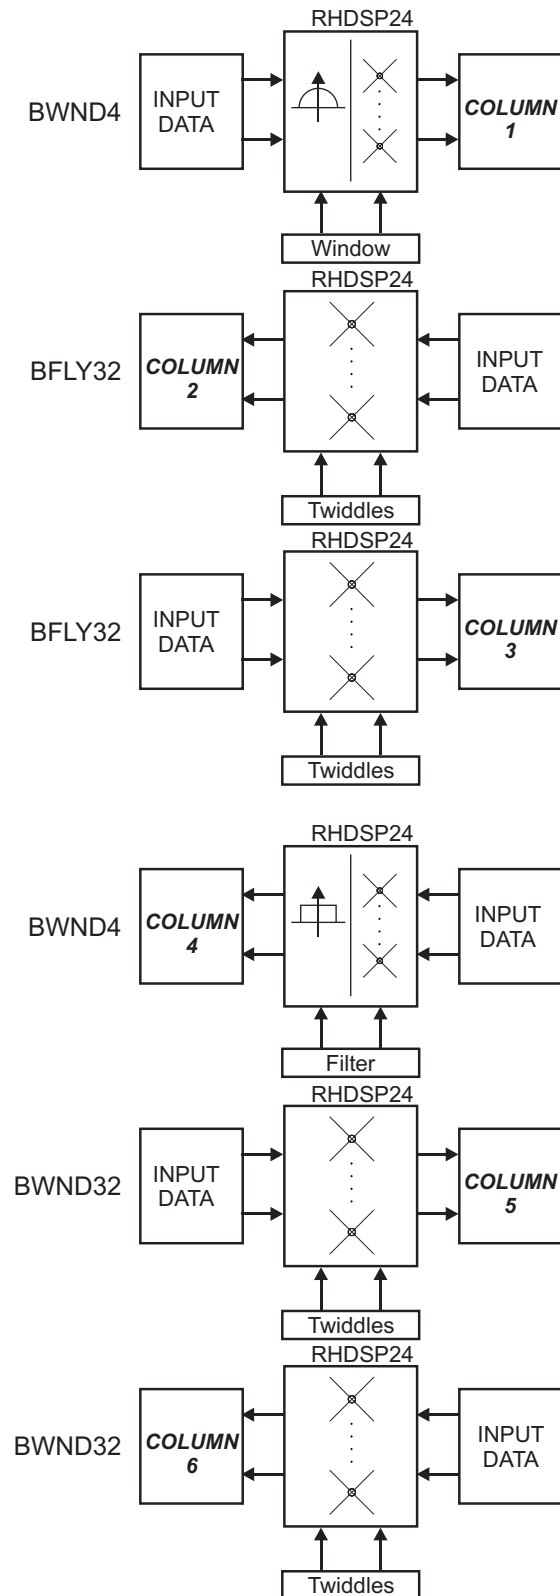 RHDSP24
BWND4
INPUT
DATA
COLUMN
1
Window
RHDSP24
BFLY32
COLUMN
2
INPUT
DATA
Twiddles
RHDSP24
BFLY32
INPUT
DATA
COLUMN
3
Twiddles
RHDSP24
BWND4
COLUMN
4
INPUT
DATA
Filter
RHDSP24
BWND32
INPUT
DATA
COLUMN
5
Twiddles
RHDSP24
BWND32
COLUMN
6
INPUT
DATA
Twiddles